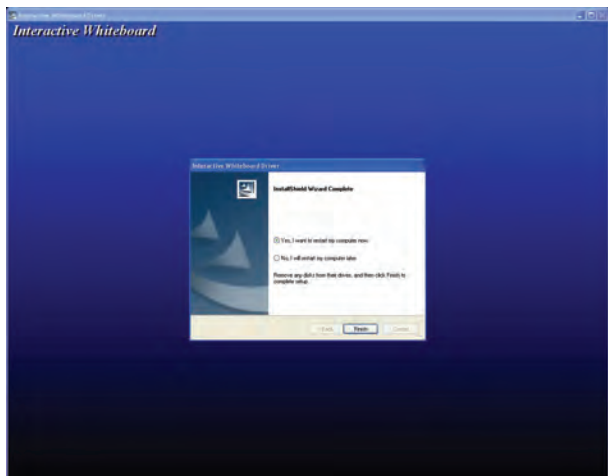 Interactive Whiteboard Driver
Interactive Whiteboard
Interactive Whiteboard Driver
InstallShield Wizard Complete
Yes, I want to restart my computer now.
No, I will restart my computer later.
Remove any disks from their drives, and then click Finish to
complete setup.
< Back
Finish
Cancel